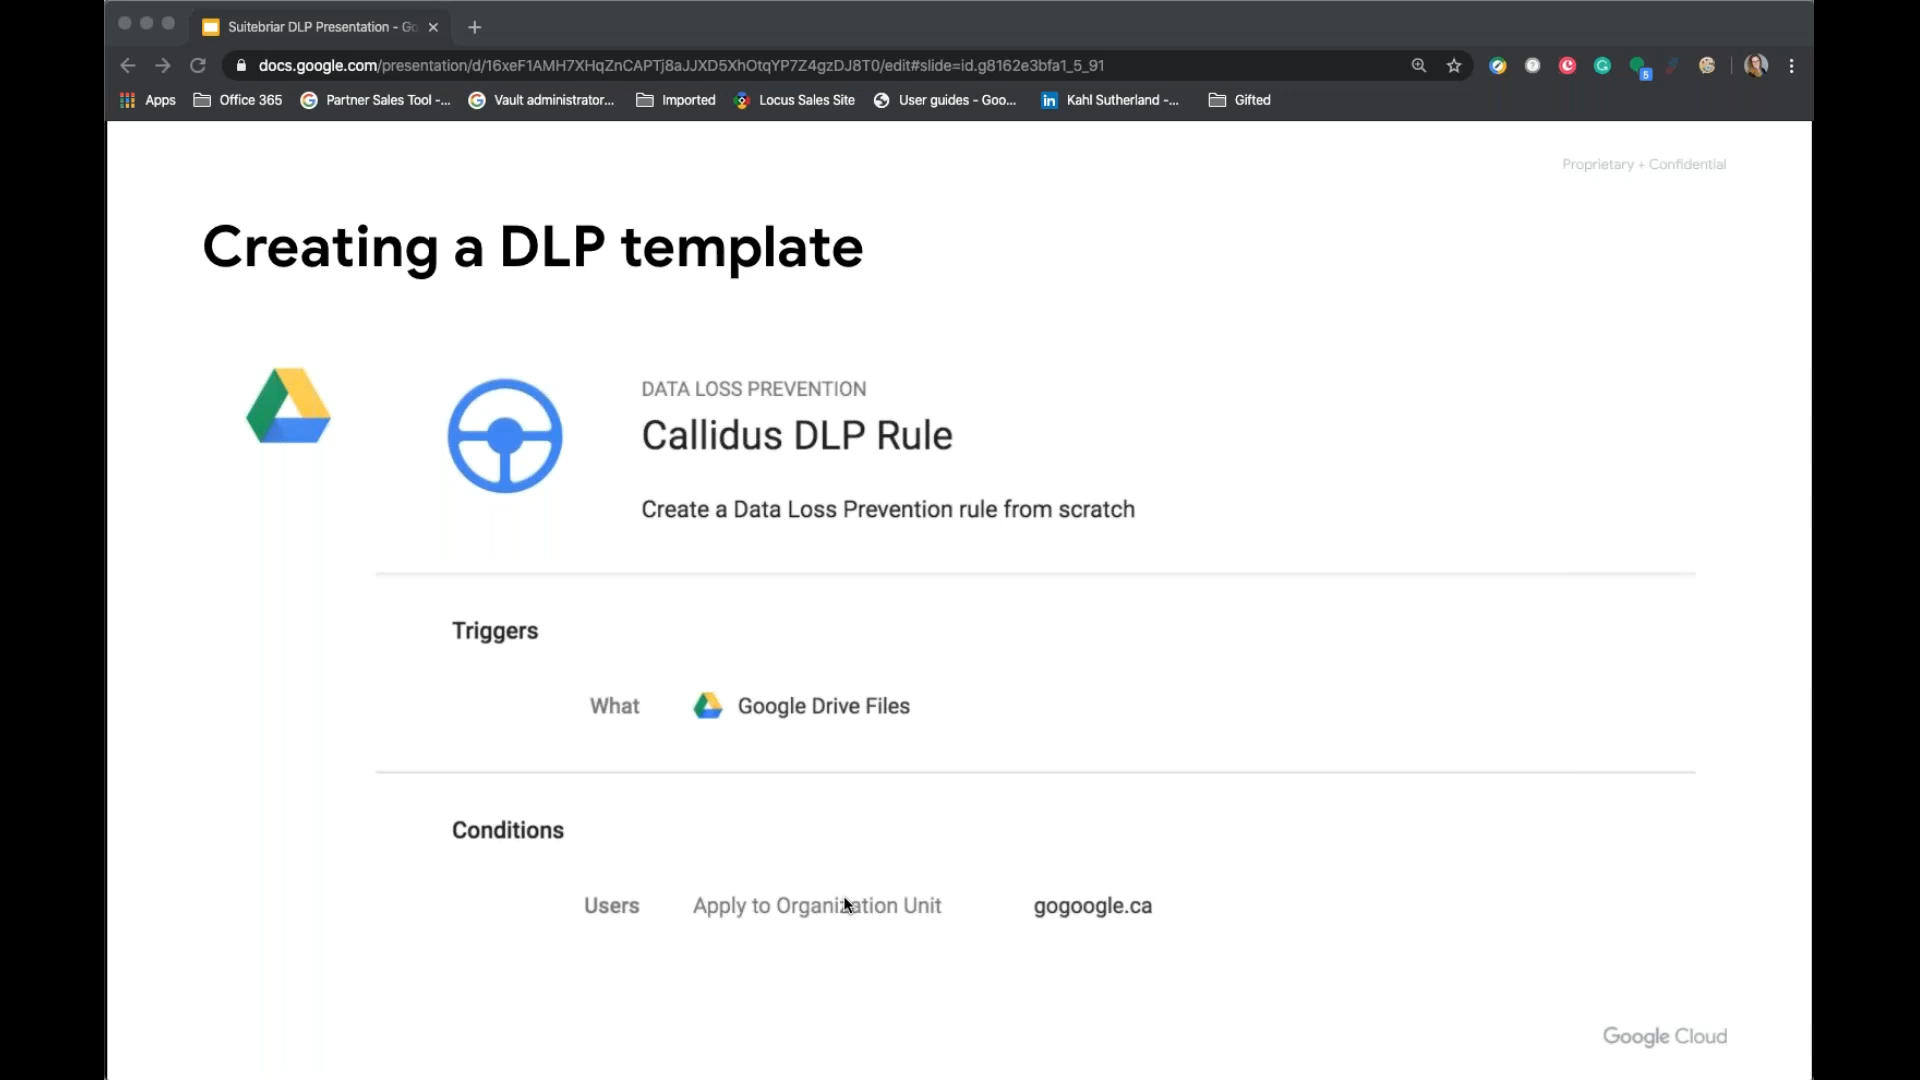 Suitebriar DLP Presentation - Go
docs.google.com/presentation/d/16xeF1AMH7XHqZnCAPTj8aJJXD5XhOtqYP7Z4gzDJ8T0/edit#slide=id.g8162e3bfa1_5_91
5
Apps Office 365 Partner Sales Tool -... Vault administrator... Imported Locus Sales Site User guides - Goo... in Kahl Sutherland -... Gifted
Proprietary + Confidential
Creating a DLP template
DATA LOSS PREVENTION
Callidus DLP Rule
Create a Data Loss Prevention rule from scratch
Triggers
What Google Drive Files
Conditions
Users Apply to Organization Unit gogoogle.ca
Google Cloud